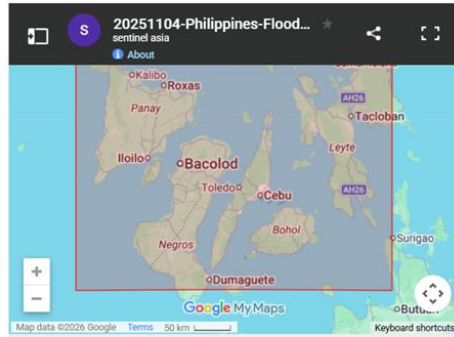 S
20251104-Philippines-Flood...
sentinel asia
About
Kalibo
Roxas
Panay
AH26
Tacloban
Iloilo
Bacolod
Leyte
Toledo
Cebu
AH26
Bohol
Negros
Surigao
Dumaguete
Google My Maps
Map data ©2026 Google Terms 50 km
Keyboard shortcuts